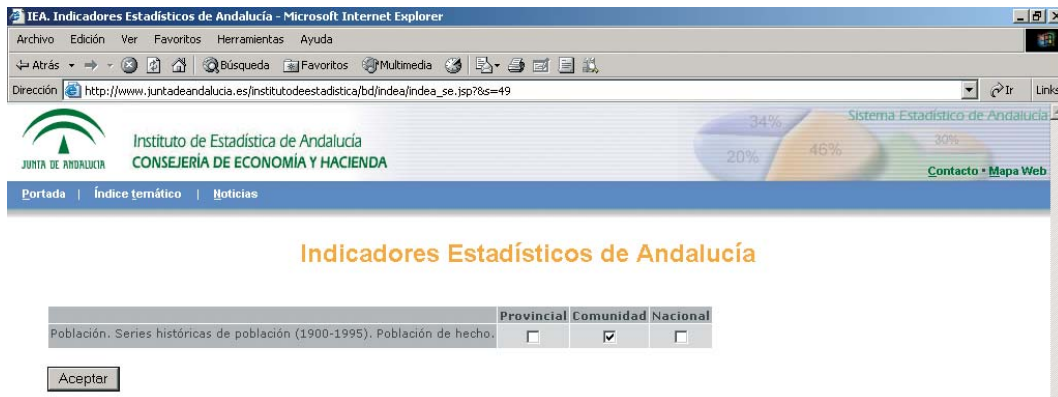 IEA. Indicadores Estadísticos de Andalucía - Microsoft Internet Explorer
Archivo Edición Ver Favoritos Herramientas Ayuda
Atrás Búsqueda Favoritos Multimedia
Dirección http://www.juntadeandalucia.es/institutodeestadistica/bd/indea/indea_se.jsp?&s=49 Ir Links
34% Sistema Estadístico de Andalucía
Instituto de Estadística de Andalucía 20% 46% 30%
JUNTA DE ANDALUCIA CONSEJERÍA DE ECONOMÍA Y HACIENDA Contacto • Mapa Web
Portada | Índice temático | Noticias
Indicadores Estadísticos de Andalucía
Provincial Comunidad Nacional
Población. Series históricas de población (1900-1995). Población de hecho.
Aceptar